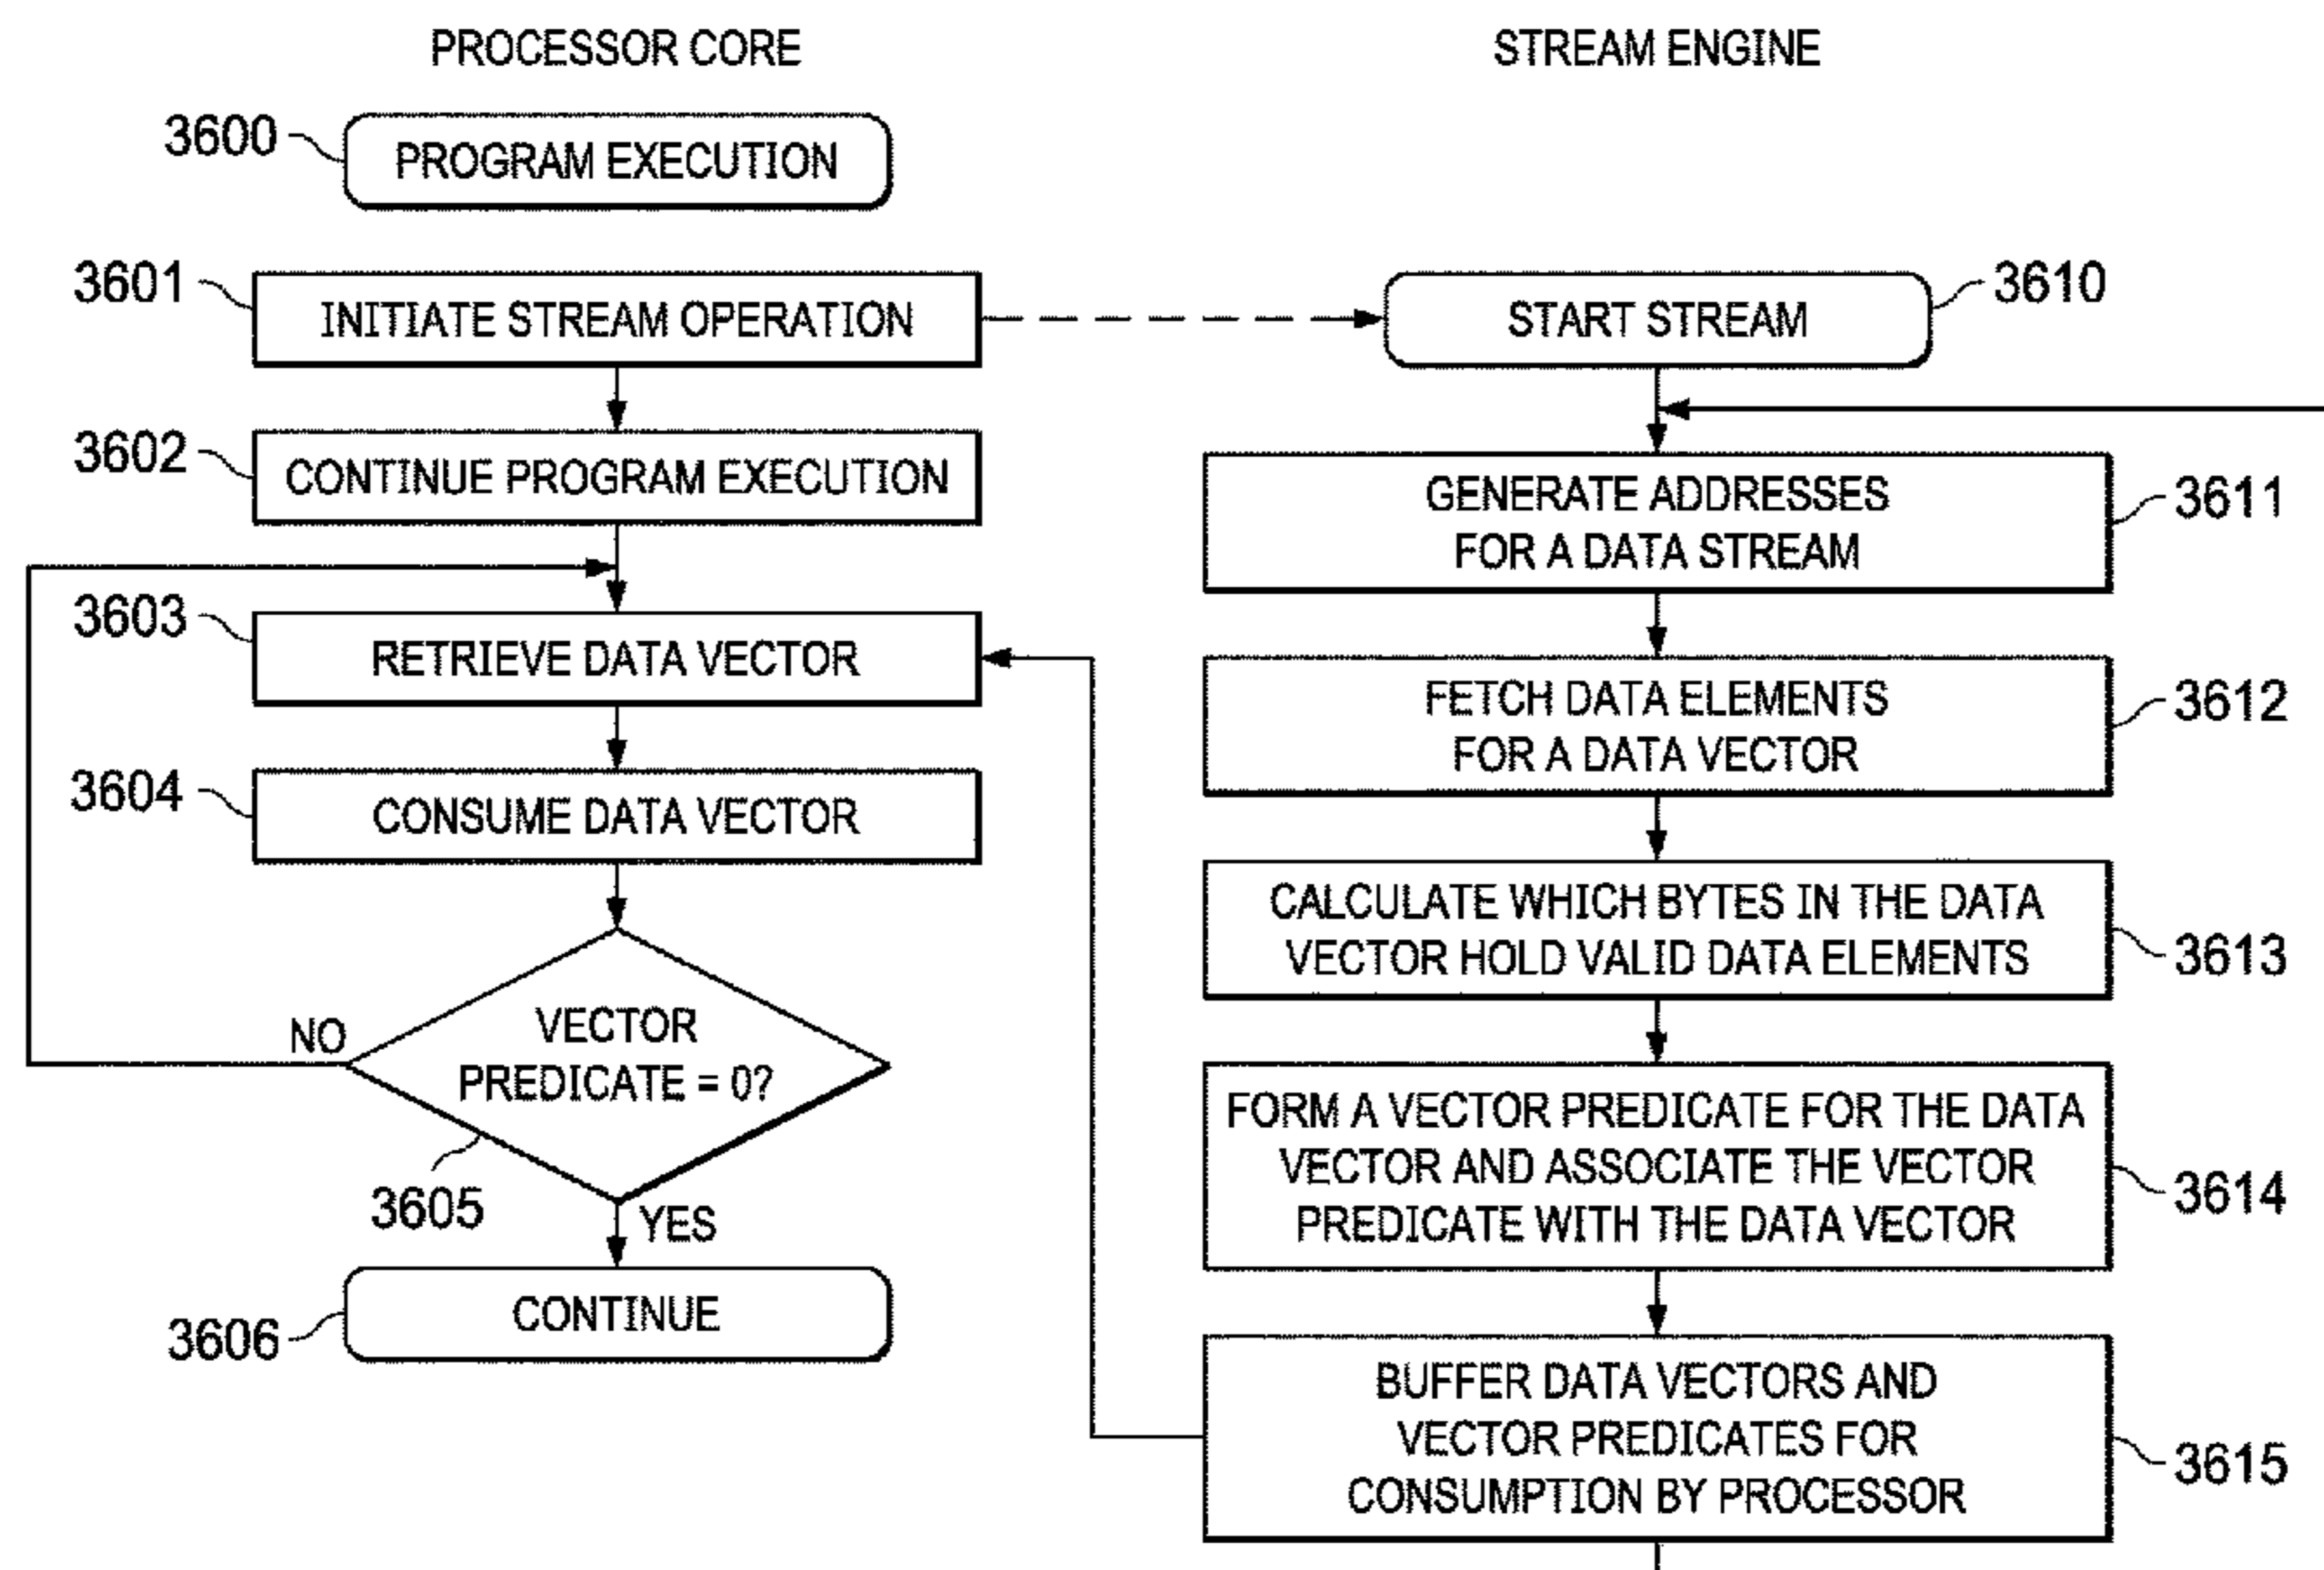 PROCESSOR CORE
3600
PROGRAM EXECUTION
3601
INITIATE STREAM OPERATION
3602
CONTINUE PROGRAM EXECUTION
3603
RETRIEVE DATA VECTOR
3604
CONSUME DATA VECTOR
NO
VECTOR
PREDICATE = 0?
3605
YES
3606
CONTINUE
STREAM ENGINE
START STREAM
3610
GENERATE ADDRESSES
FOR A DATA STREAM
3611
FETCH DATA ELEMENTS
FOR A DATA VECTOR
3612
CALCULATE WHICH BYTES IN THE DATA
VECTOR HOLD VALID DATA ELEMENTS
3613
FORM A VECTOR PREDICATE FOR THE DATA
VECTOR AND ASSOCIATE THE VECTOR
PREDICATE WITH THE DATA VECTOR
3614
BUFFER DATA VECTORS AND
VECTOR PREDICATES FOR
CONSUMPTION BY PROCESSOR
3615